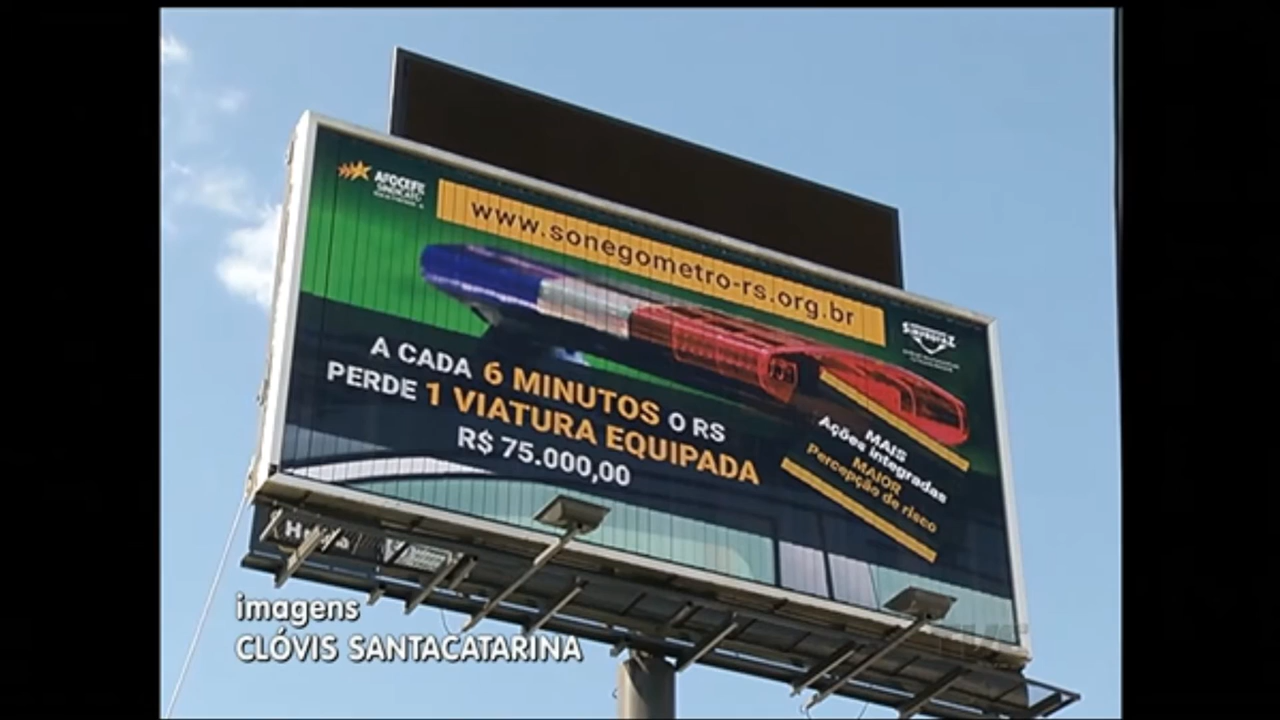 AFOCEFE
SINDICATO
www.sonegometro-rs.org.br
SINPROFAZ
A CADA 6 MINUTOS O RS
PERDE 1 VIATURA EQUIPADA
R$ 75.000,00
MAIS
Ações integradas
MAIOR
Percepção de risco
imagens
CLÓVIS SANTACATARINA